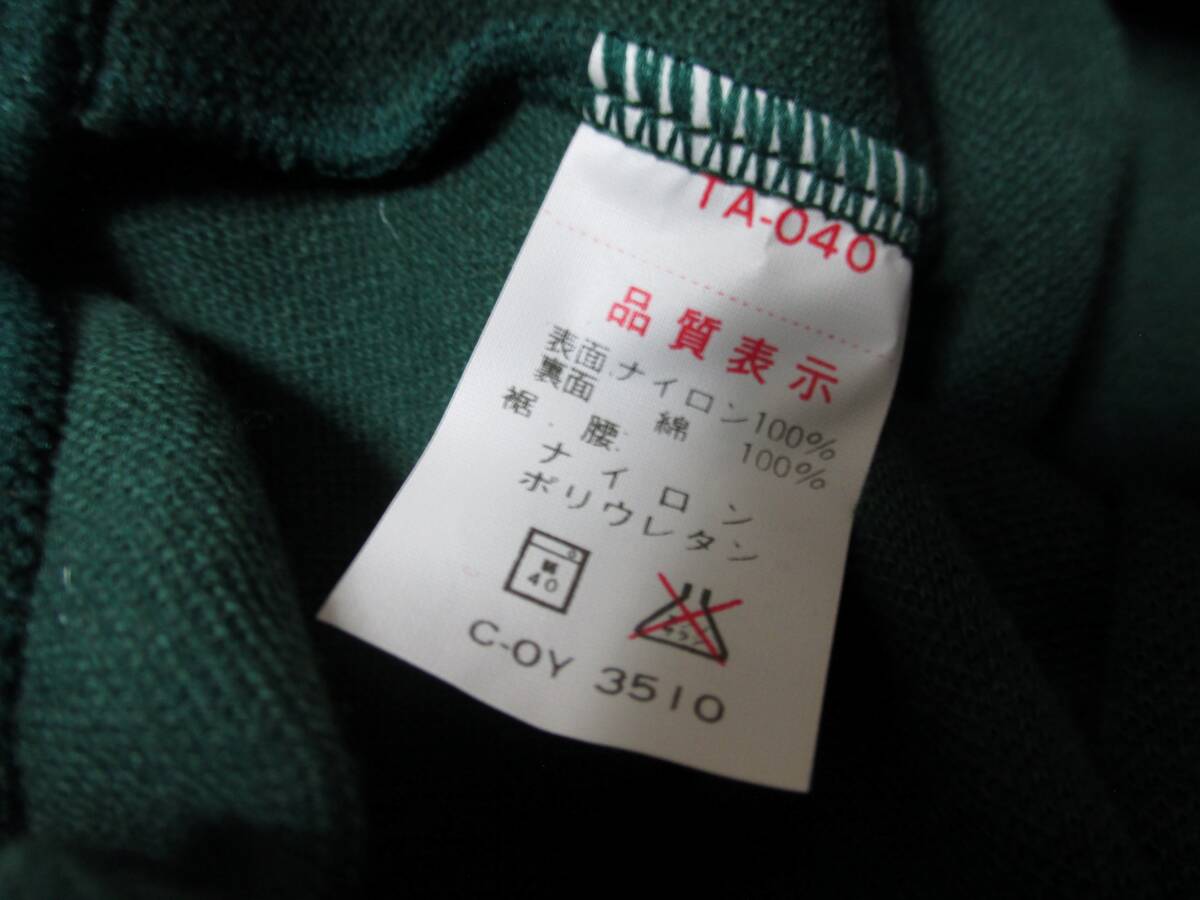 TA-040
品質表示
表面 ナイロン100%
裏面 綿 100%
裾・腰
ナイロン
ポリウレタン
弱
40
C-OY 3510